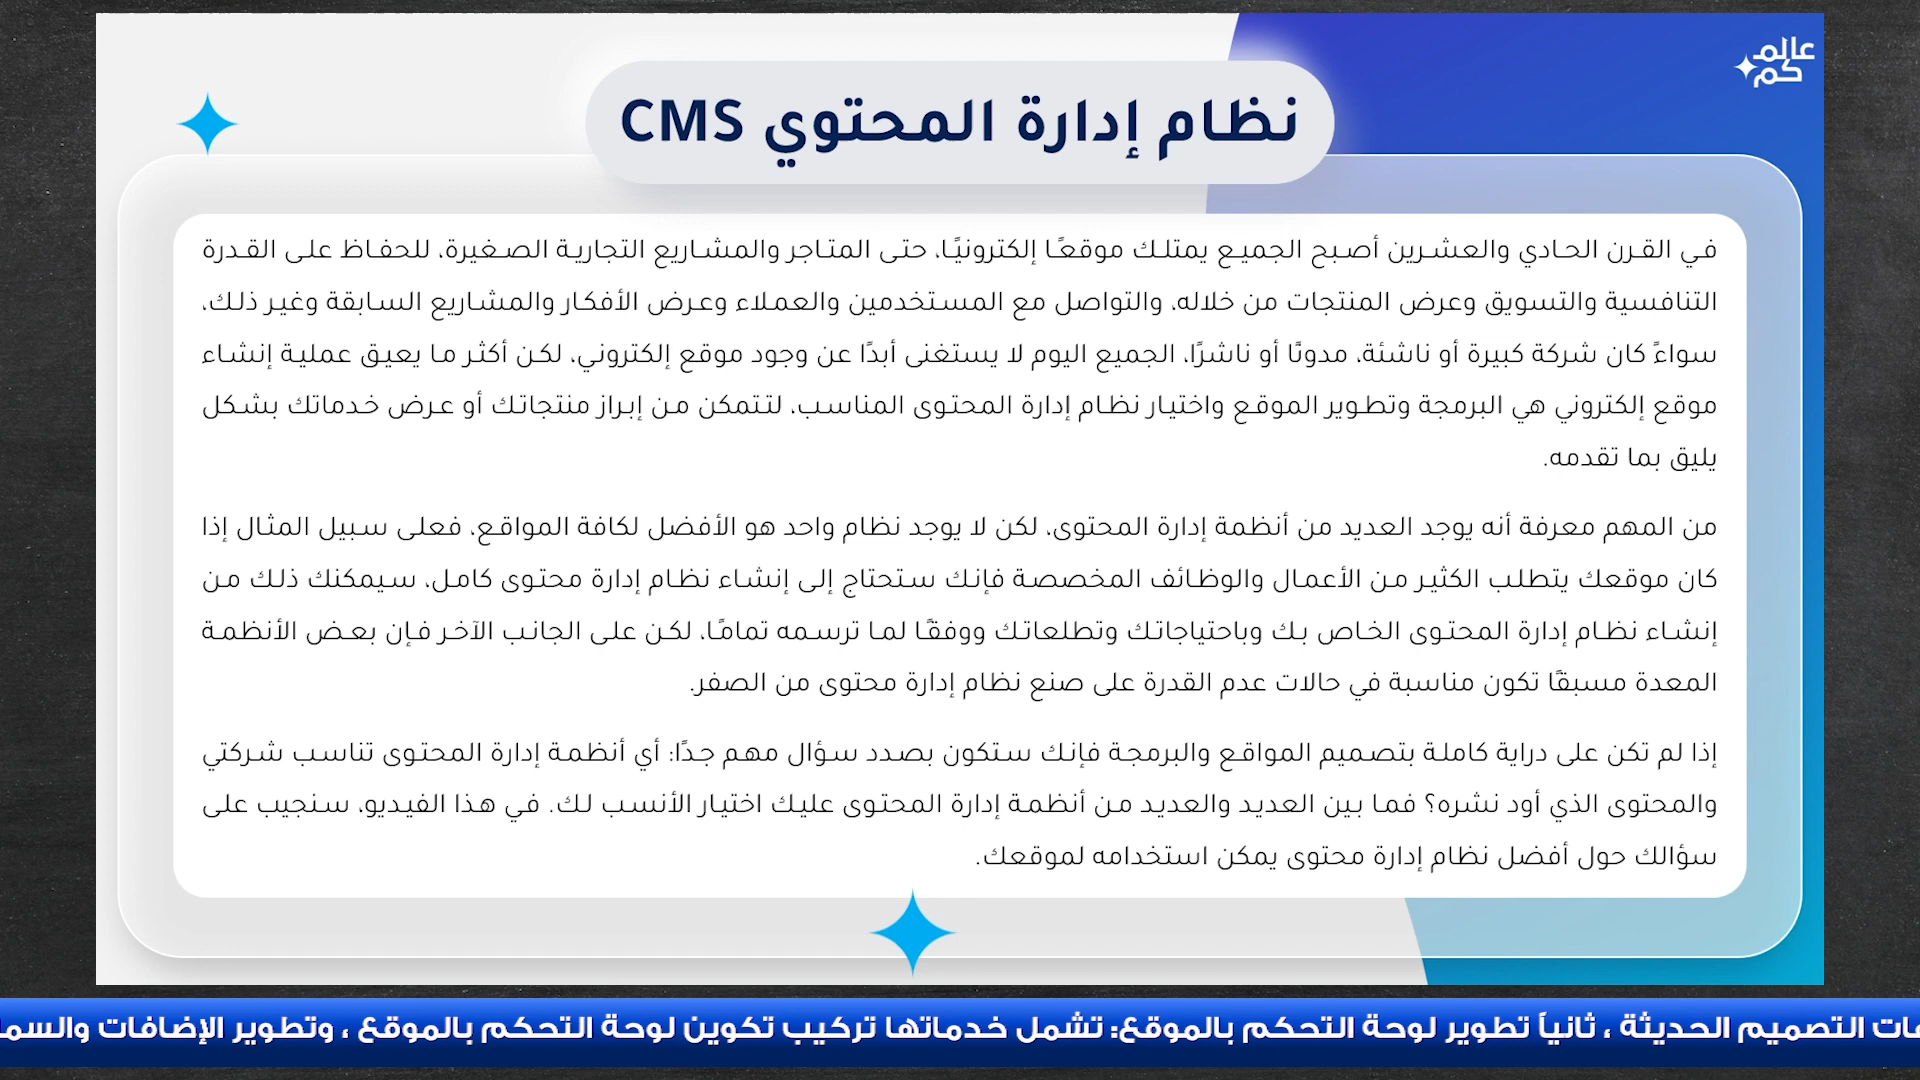 عالم
كم
نظام إدارة المحتوي CMS
في القرن الحادي والعشرين أصبح الجميع يمتلك موقعًا إلكترونيًا، حتى المتاجر والمشاريع التجارية الصغيرة، للحفاظ على القدرة
التنافسية والتسويق وعرض المنتجات من خلاله، والتواصل مع المستخدمين والعملاء وعرض الأفكار والمشاريع السابقة وغير ذلك،
سواءً كان شركة كبيرة أو ناشئة، مدونًا أو ناشرًا، الجميع اليوم لا يستغنى أبدًا عن وجود موقع إلكتروني، لكن أكثر ما يعيق عملية إنشاء
موقع إلكتروني هي البرمجة وتطوير الموقع واختيار نظام إدارة المحتوى المناسب، لتتمكن من إبراز منتجاتك أو عرض خدماتك بشكل
يليق بما تقدمه.
من المهم معرفة أنه يوجد العديد من أنظمة إدارة المحتوى، لكن لا يوجد نظام واحد هو الأفضل لكافة المواقع، فعلى سبيل المثال إذا
كان موقعك يتطلب الكثير من الأعمال والوظائف المخصصة فإنك ستحتاج إلى إنشاء نظام إدارة محتوى كامل، سيمكنك ذلك من
إنشاء نظام إدارة المحتوى الخاص بك وباحتياجاتك وتطلعاتك ووفقًا لما ترسمه تمامًا، لكن على الجانب الآخر فإن بعض الأنظمة
المعدة مسبقًا تكون مناسبة في حالات عدم القدرة على صنع نظام إدارة محتوى من الصفر.
إذا لم تكن على دراية كاملة بتصميم المواقع والبرمجة فإنك ستكون بصدد سؤال مهم جدًا: أي أنظمة إدارة المحتوى تناسب شركتي
والمحتوى الذي أود نشره؟ فما بين العديد والعديد من أنظمة إدارة المحتوى عليك اختيار الأنسب لك. في هذا الفيديو، سنجيب على
سؤالك حول أفضل نظام إدارة محتوى يمكن استخدامه لموقعك.
التصميم الحديثة ، ثانياً تطوير لوحة التحكم بالموقع: تشمل خدماتها تركيب تكوين لوحة التحكم بالموقع ، وتطوير الإضافات